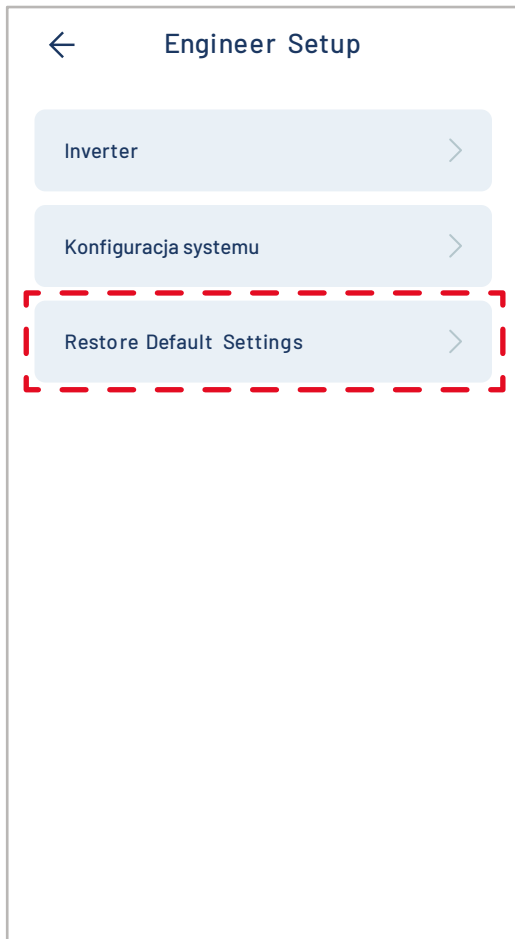 Engineer Setup
Inverter
Konfiguracja systemu
Restore Default Settings